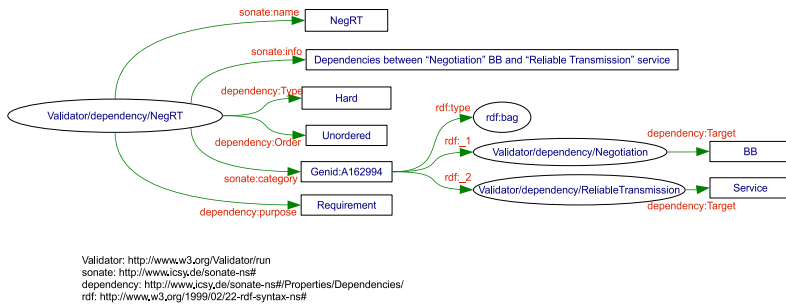 sonate:name
NegRT
sonate:info
Dependencies between “Negotiation” BB and “Reliable Transmission” service
dependency:Type
Hard
Validator/dependency/NegRT
dependency:Order
Unordered
sonate:category
Genid:A162994
dependency:purpose
Requirement
rdf:type
rdf:bag
rdf:_1
Validator/dependency/Negotiation
dependency:Target
BB
rdf:_2
Validator/dependency/ReliableTransmission
dependency:Target
Service
Validator: http://www.w3.org/Validator/run
sonate: http://www.icsy.de/sonate-ns#
dependency: http://www.icsy.de/sonate-ns#/Properties/Dependencies/
rdf: http://www.w3.org/1999/02/22-rdf-syntax-ns#